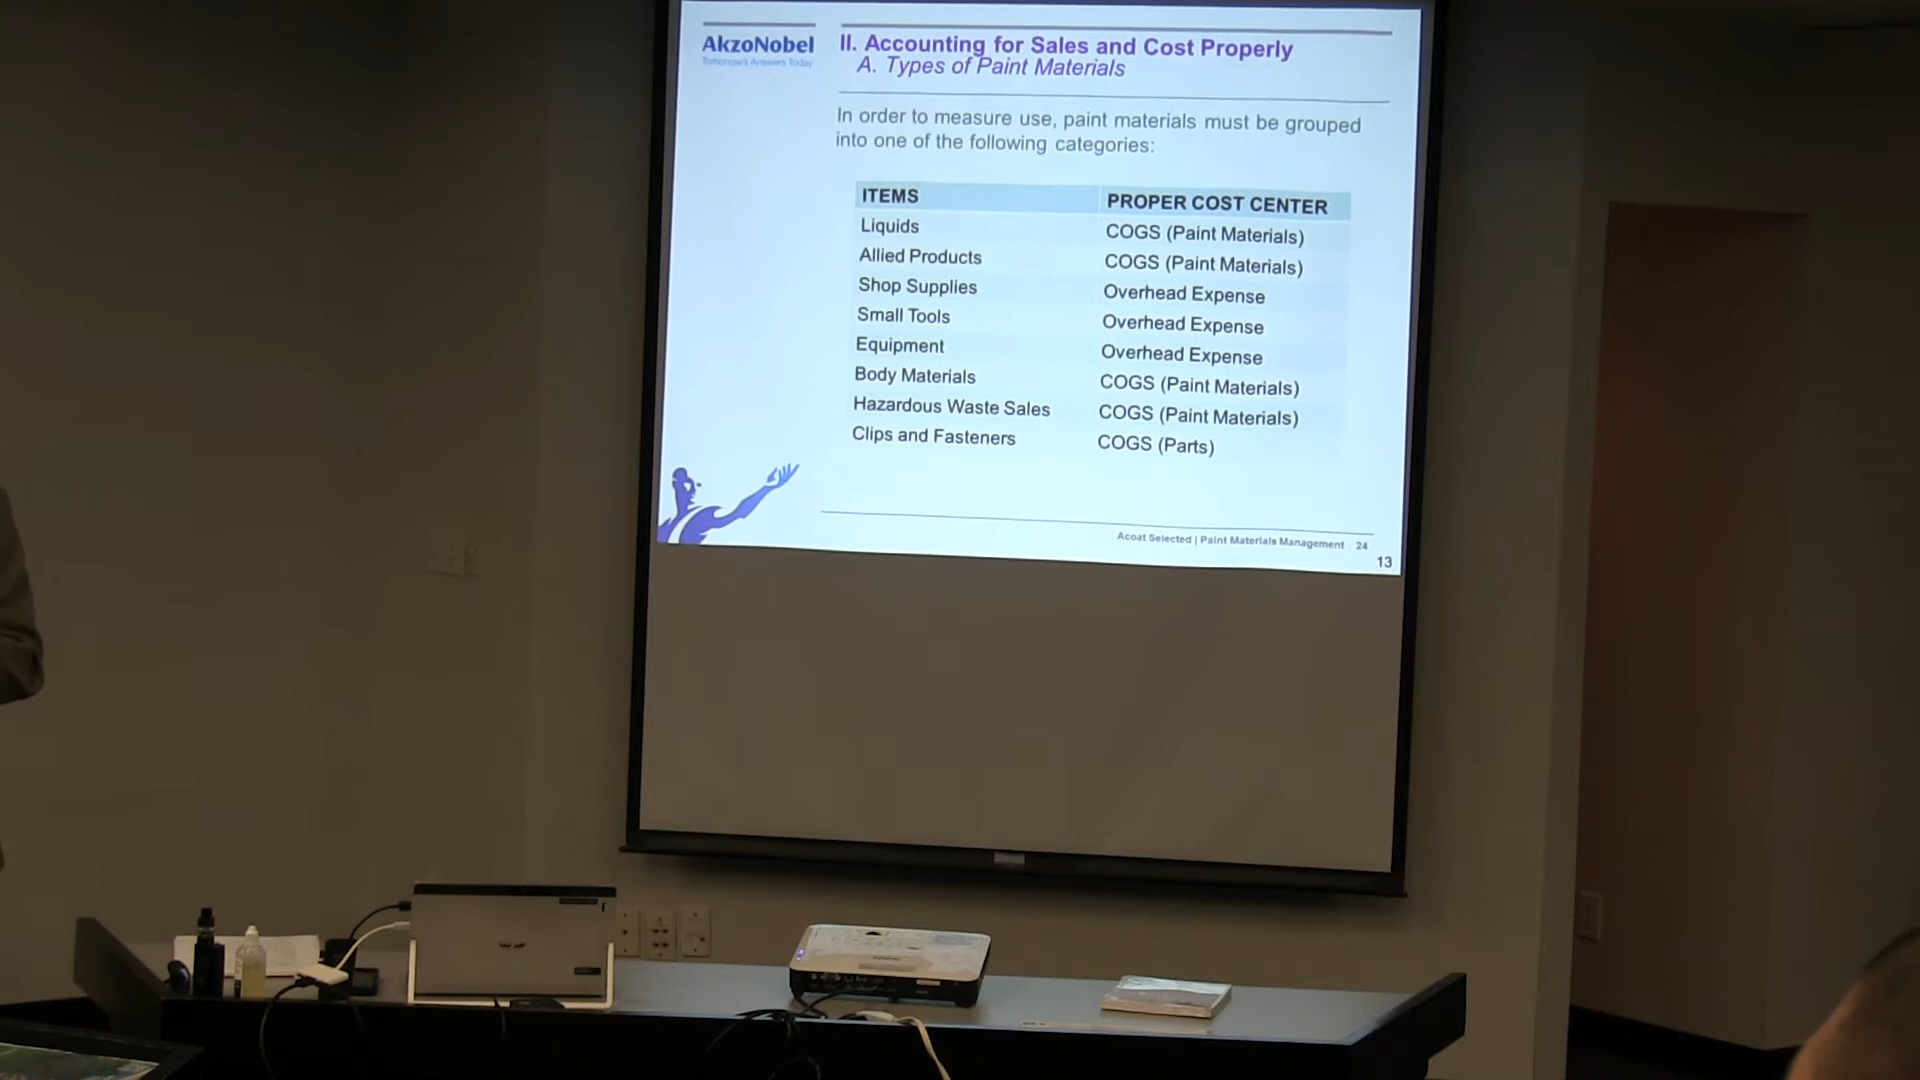 AkzoNobel
Tomorrow's Answers Today
II. Accounting for Sales and Cost Properly
A. Types of Paint Materials
In order to measure use, paint materials must be grouped
into one of the following categories:
ITEMS PROPER COST CENTER
Liquids COGS (Paint Materials)
Allied Products COGS (Paint Materials)
Shop Supplies Overhead Expense
Small Tools Overhead Expense
Equipment Overhead Expense
Body Materials COGS (Paint Materials)
Hazardous Waste Sales COGS (Paint Materials)
Clips and Fasteners COGS (Parts)
Acoat Selected | Paint Materials Management 24
13